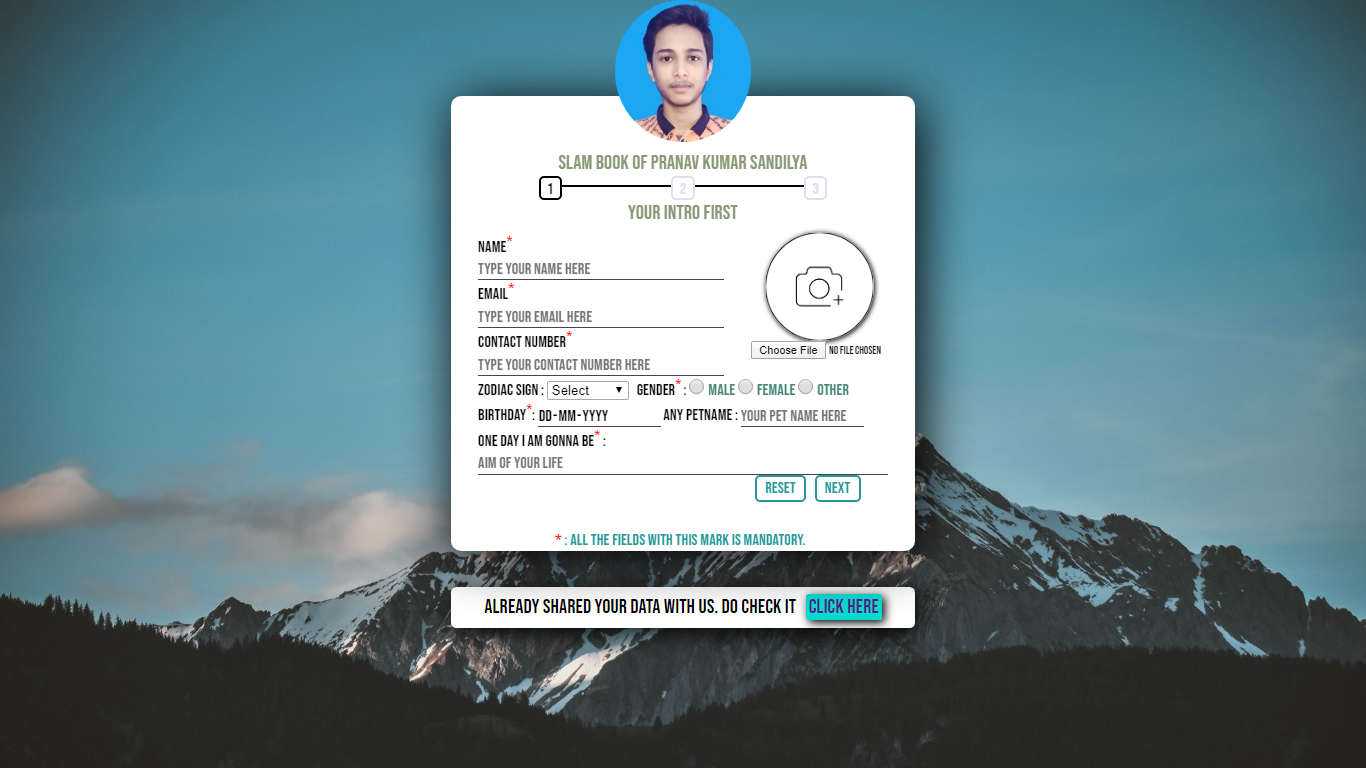 SLAM BOOK OF PRANAV KUMAR SANDILYA
1 2 3
YOUR INTRO FIRST
NAME*
TYPE YOUR NAME HERE
EMAIL*
TYPE YOUR EMAIL HERE
CONTACT NUMBER*
Choose File NO FILE CHOSEN
TYPE YOUR CONTACT NUMBER HERE
ZODIAC SIGN : Select GENDER* : MALE FEMALE OTHER
BIRTHDAY*: DD-MM-YYYY ANY PETNAME : YOUR PET NAME HERE
ONE DAY I AM GONNA BE* :
AIM OF YOUR LIFE
RESET NEXT
* : ALL THE FIELDS WITH THIS MARK IS MANDATORY.
ALREADY SHARED YOUR DATA WITH US. DO CHECK IT CLICK HERE